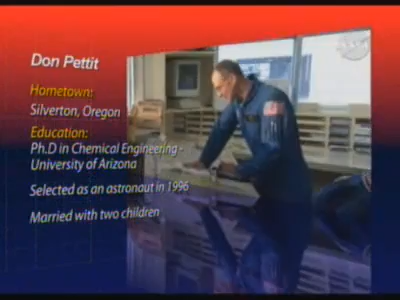 Don Pettit
Hometown:
Silverton, Oregon
Education:
Ph.D in Chemical Engineering -
University of Arizona
Selected as an astronaut in 1996
Married with two children